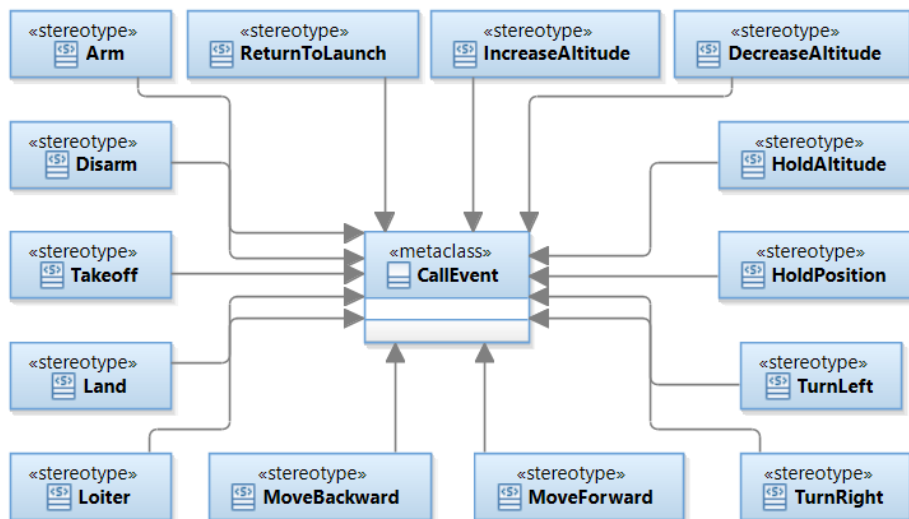 «stereotype»
Arm
«stereotype»
ReturnToLaunch
«stereotype»
IncreaseAltitude
«stereotype»
DecreaseAltitude
«stereotype»
Disarm
«stereotype»
HoldAltitude
«metaclass»
CallEvent
«stereotype»
Takeoff
«stereotype»
HoldPosition
«stereotype»
Land
«stereotype»
TurnLeft
«stereotype»
Loiter
«stereotype»
MoveBackward
«stereotype»
MoveForward
«stereotype»
TurnRight